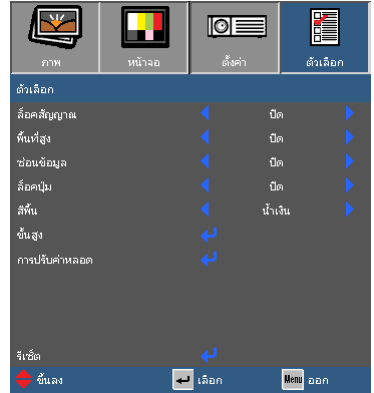 ภาพ หน้าจอ ตั้งค่า ตัวเลือก
ตัวเลือก
ล็อคสัญญาณ ปิด
พื้นที่สูง ปิด
ซ่อนข้อมูล ปิด
ล็อคปุ่ม ปิด
สีพื้น น้ำเงิน
ขั้นสูง
การปรับค่าหลอด
รีเซ็ต
ขึ้นลง เลือก Menu ออก